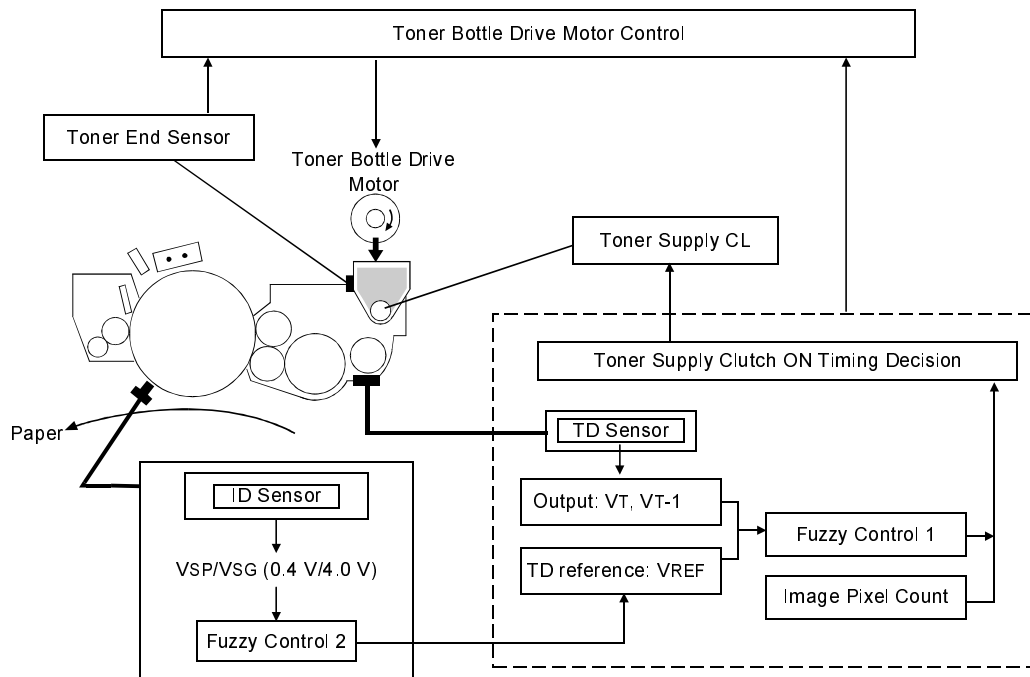 Toner Bottle Drive Motor Control
Toner End Sensor
Toner Bottle Drive
Motor
Toner Supply CL
Toner Supply Clutch ON Timing Decision
Paper
TD Sensor
ID Sensor
Output: VT, VT-1
VSP/VSG (0.4 V/4.0 V)
TD reference: VREF
Fuzzy Control 1
Image Pixel Count
Fuzzy Control 2